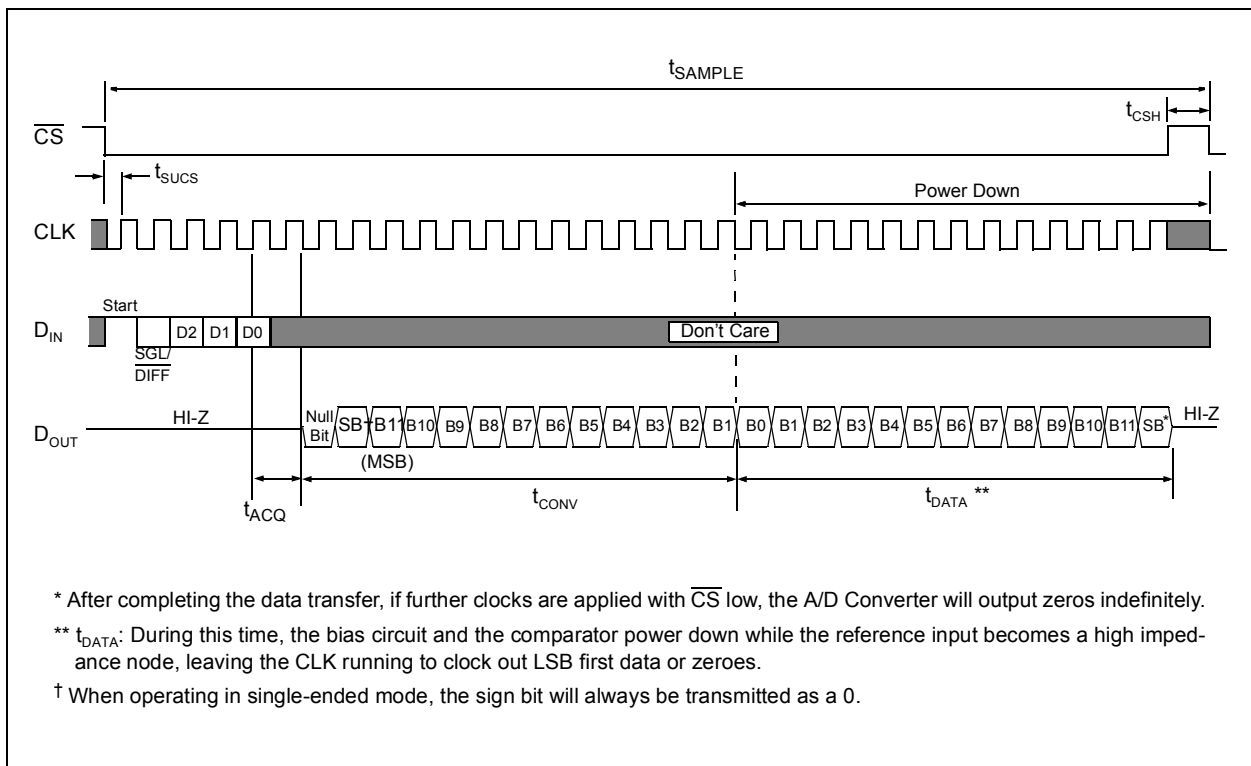 tSAMPLE
tCSH
CS
tSUCS
Power Down
CLK
Start
DIN
D2 D1 D0
Don't Care
SGL/
DIFF
HI-Z
DOUT
Null
Bit
SB† B11 B10 B9 B8 B7 B6 B5 B4 B3 B2 B1 B0 B1 B2 B3 B4 B5 B6 B7 B8 B9 B10 B11 SB*
HI-Z
(MSB)
tACQ
tCONV
tDATA **
* After completing the data transfer, if further clocks are applied with CS low, the A/D Converter will output zeros indefinitely.
** tDATA: During this time, the bias circuit and the comparator power down while the reference input becomes a high imped-
ance node, leaving the CLK running to clock out LSB first data or zeroes.
† When operating in single-ended mode, the sign bit will always be transmitted as a 0.